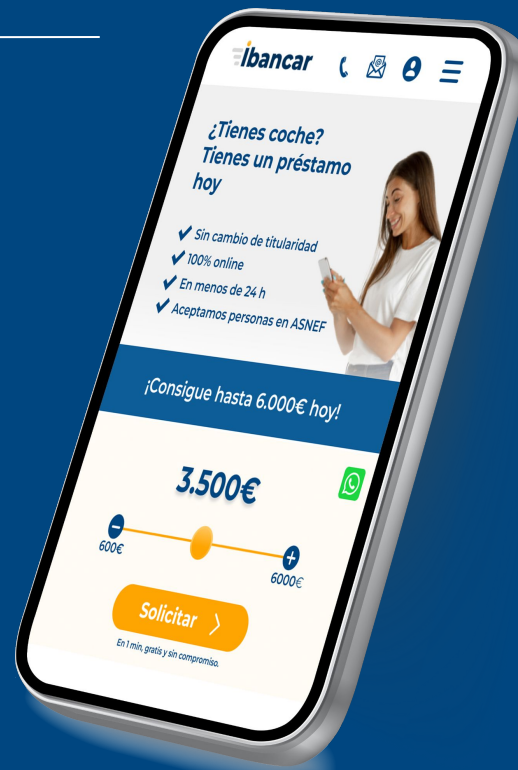 ibancar
¿Tienes coche?
Tienes un préstamo
hoy
Sin cambio de titularidad
100% online
En menos de 24 h
Aceptamos personas en ASNEF
¡Consigue hasta 6.000€ hoy!
3.500€
600€
6000€
Solicitar
En 1 min, gratis y sin compromiso.